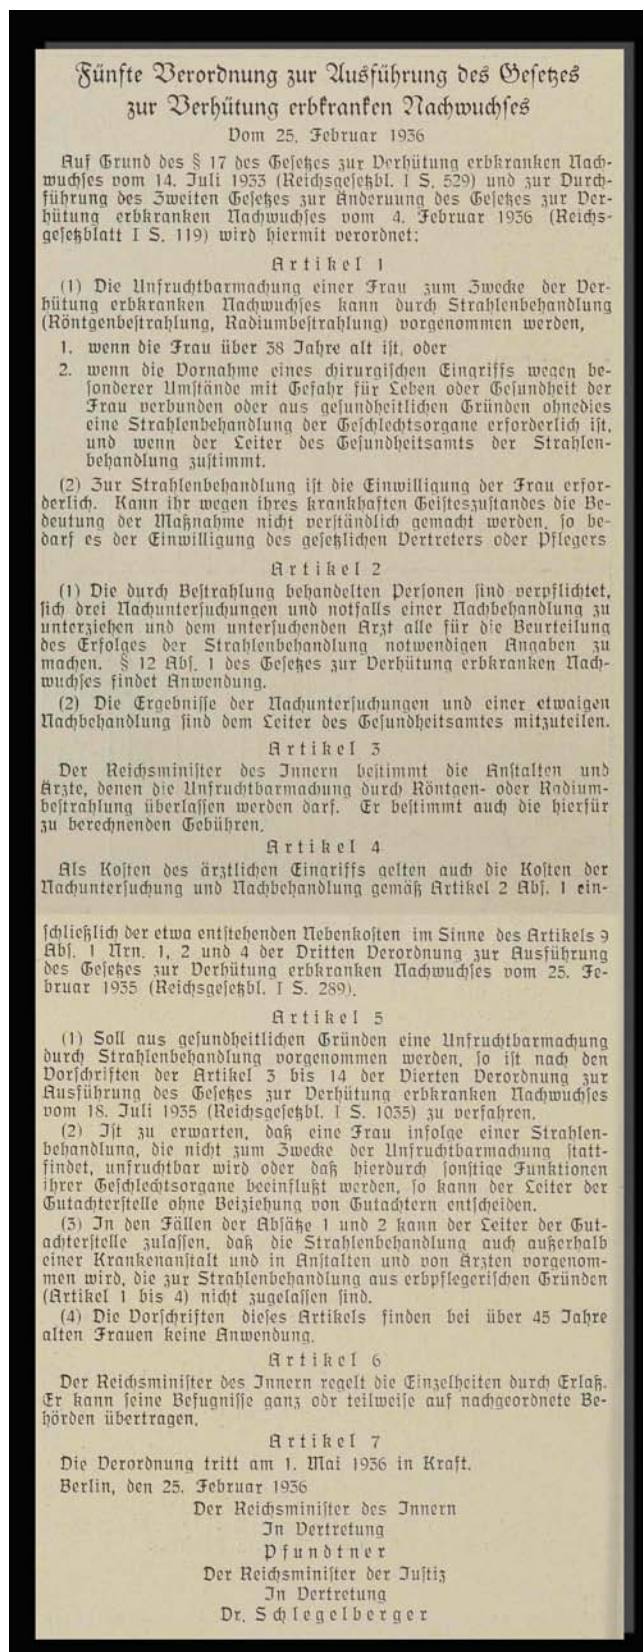 Fünfte Verordnung zur Ausführung des Gesetzes
zur Verhütung erbkranken Nachwuchses
Vom 25. Februar 1936
Auf Grund des § 17 des Gesetzes zur Verhütung erbkranken Nach-
wuchses vom 14. Juli 1933 (Reichsgesetzbl. I S. 529) und zur Durch-
führung des Zweiten Gesetzes zur Änderuung des Gesetzes zur Ver-
hütung erbkranken Nachwuchses vom 4. Februar 1936 (Reichs-
gesetzblatt I S. 119) wird hiermit verordnet:
Artikel 1
(1) Die Unfruchtbarmachung einer Frau zum Zwecke der Ver-
hütung erbkranken Nachwuchses kann durch Strahlenbehandlung
(Röntgenbestrahlung, Radiumbestrahlung) vorgenommen werden,
1. wenn die Frau über 38 Jahre alt ist, oder
2. wenn die Vornahme eines chirurgischen Eingriffs wegen be-
sonderer Umstände mit Gefahr für Leben oder Gesundheit der
Frau verbunden oder aus gesundheitlichen Gründen ohnedies
eine Strahlenbehandlung der Geschlechtsorgane erforderlich ist,
und wenn der Leiter des Gesundheitsamts der Strahlen-
behandlung zustimmt.
(2) Zur Strahlenbehandlung ist die Einwilligung der Frau erfor-
derlich. Kann ihr wegen ihres krankhaften Geisteszustandes die Be-
deutung der Maßnahme nicht verständlich gemacht werden, so be-
darf es der Einwilligung des gesetzlichen Vertreters oder Pflegers
Artikel 2
(1) Die durch Bestrahlung behandelten Personen sind verpflichtet,
sich drei Nachuntersuchungen und notfalls einer Nachbehandlung zu
unterziehen und dem untersuchenden Arzt alle für die Beurteilung
des Erfolges der Strahlenbehandlung notwendigen Angaben zu
machen. § 12 Abs. 1 des Gesetzes zur Verhütung erbkranken Nach-
wuchses findet Anwendung.
(2) Die Ergebnisse der Nachuntersuchungen und einer etwaigen
Nachbehandlung sind dem Leiter des Gesundheitsamtes mitzuteilen.
Artikel 3
Der Reichsminister des Innern bestimmt die Anstalten und
Ärzte, denen die Unfruchtbarmachung durch Röntgen- oder Radium-
bestrahlung überlassen werden darf. Er bestimmt auch die hierfür
zu berechnenden Gebühren.
Artikel 4
Als Kosten des ärztlichen Eingriffs gelten auch die Kosten der
Nachuntersuchung und Nachbehandlung gemäß Artikel 2 Abs. 1 ein-
schließlich der etwa entstehenden Nebenkosten im Sinne des Artikels 9
Abs. 1 Nrn. 1, 2 und 4 der Dritten Verordnung zur Ausführung
des Gesetzes zur Verhütung erbkranken Nachwuchses vom 25. Fe-
bruar 1935 (Reichsgesetzbl. I S. 289).
Artikel 5
(1) Soll aus gesundheitlichen Gründen eine Unfruchtbarmachung
durch Strahlenbehandlung vorgenommen werden, so ist nach den
Vorschriften der Artikel 3 bis 14 der Vierten Verordnung zur
Ausführung des Gesetzes zur Verhütung erbkranken Nachwuchses
vom 18. Juli 1935 (Reichsgesetzbl. I S. 1035) zu verfahren.
(2) Ist zu erwarten, daß eine Frau infolge einer Strahlen-
behandlung, die nicht zum Zwecke der Unfruchtbarmachung statt-
findet, unfruchtbar wird oder daß hierdurch sonstige Funktionen
ihrer Geschlechtsorgane beeinflußt werden, so kann der Leiter der
Gutachterstelle ohne Beiziehung von Gutachtern entscheiden.
(3) In den Fällen der Absätze 1 und 2 kann der Leiter der Gut-
achterstelle zulassen, daß die Strahlenbehandlung auch außerhalb
einer Krankenanstalt und in Anstalten und von Ärzten vorgenom-
men wird, die zur Strahlenbehandlung aus erbpflegerischen Gründen
(Artikel 1 bis 4) nicht zugelassen sind.
(4) Die Vorschriften dieses Artikels finden bei über 45 Jahre
alten Frauen keine Anwendung.
Artikel 6
Der Reichsminister des Innern regelt die Einzelheiten durch Erlaß.
Er kann seine Befugnisse ganz odr teilweise auf nachgeordnete Be-
hörden übertragen.
Artikel 7
Die Verordnung tritt am 1. Mai 1936 in Kraft.
Berlin, den 25. Februar 1936
Der Reichsminister des Innern
In Vertretung
Pfundtner
Der Reichsminister der Justiz
In Vertretung
Dr. Schlegelberger